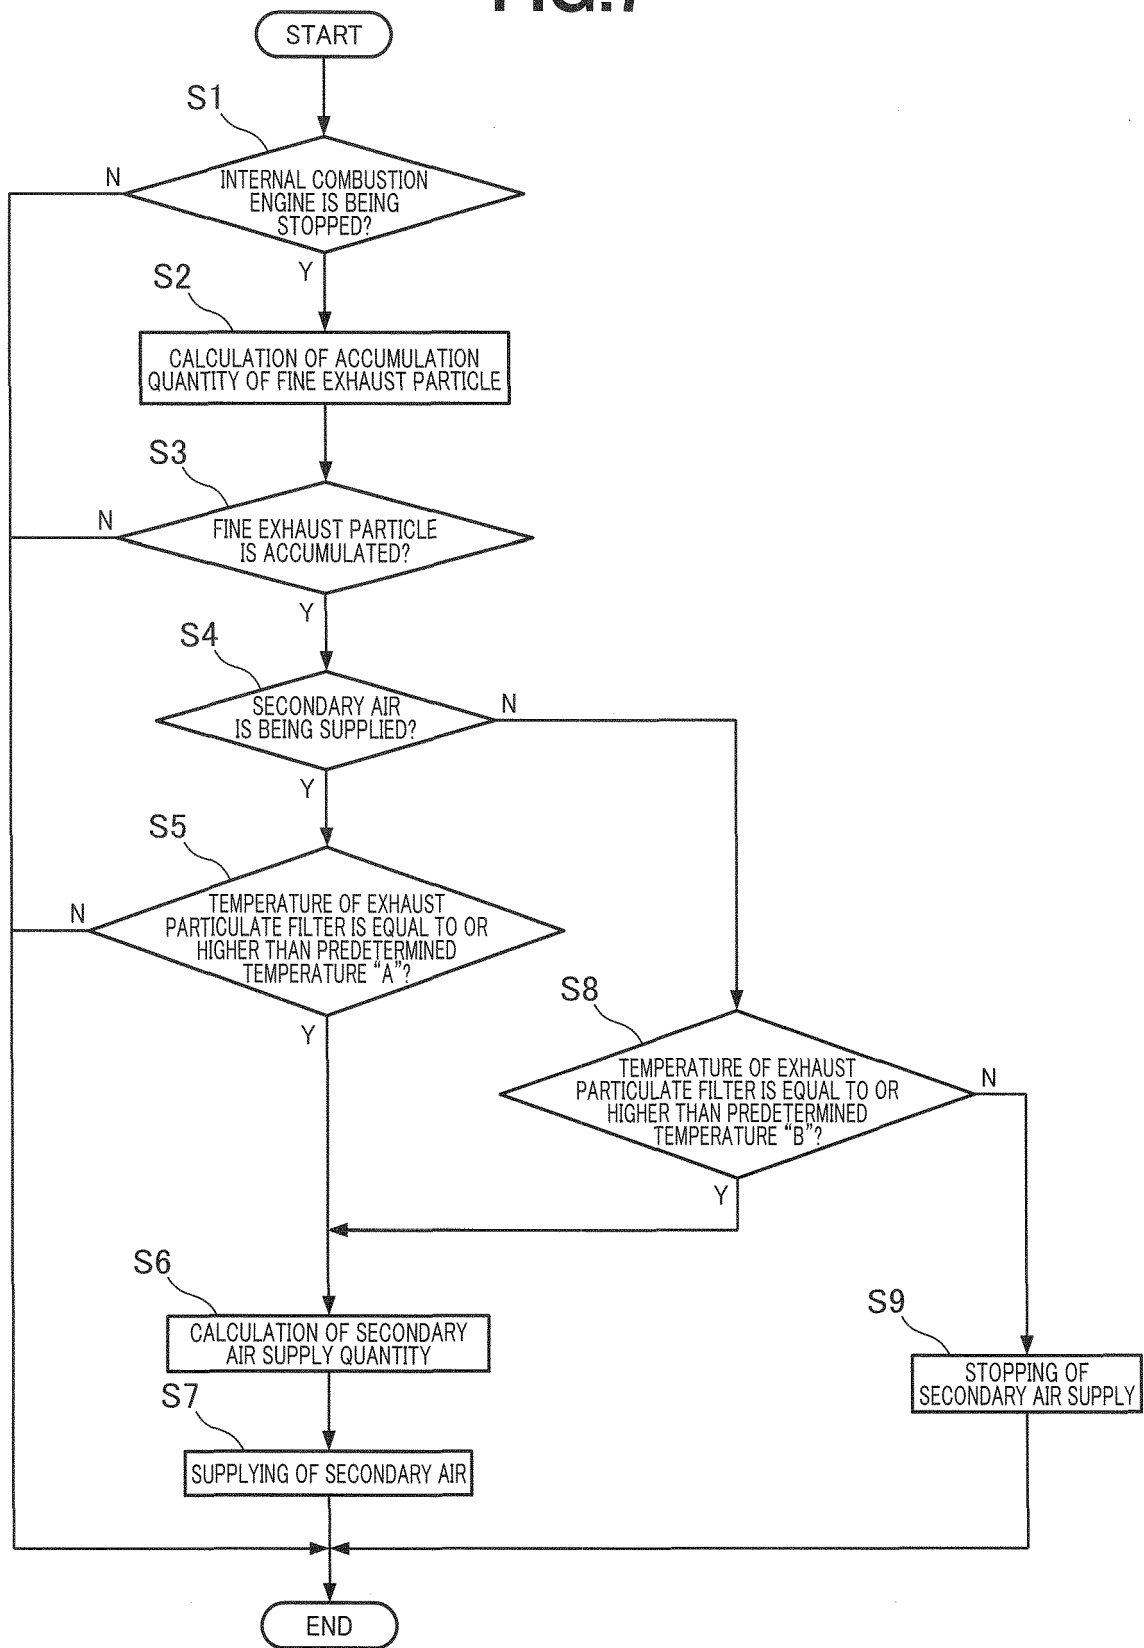 FIG.7
START
S1
N
INTERNAL COMBUSTION
ENGINE IS BEING
STOPPED?
Y
S2
CALCULATION OF ACCUMULATION
QUANTITY OF FINE EXHAUST PARTICLE
S3
N
FINE EXHAUST PARTICLE
IS ACCUMULATED?
Y
S4
SECONDARY AIR
IS BEING SUPPLIED?
N
Y
S5
N
TEMPERATURE OF EXHAUST
PARTICULATE FILTER IS EQUAL TO OR
HIGHER THAN PREDETERMINED
TEMPERATURE “A”?
Y
S8
TEMPERATURE OF EXHAUST
PARTICULATE FILTER IS EQUAL TO OR
HIGHER THAN PREDETERMINED
TEMPERATURE “B”?
N
Y
S6
CALCULATION OF SECONDARY
AIR SUPPLY QUANTITY
S9
STOPPING OF
SECONDARY AIR SUPPLY
S7
SUPPLYING OF SECONDARY AIR
END